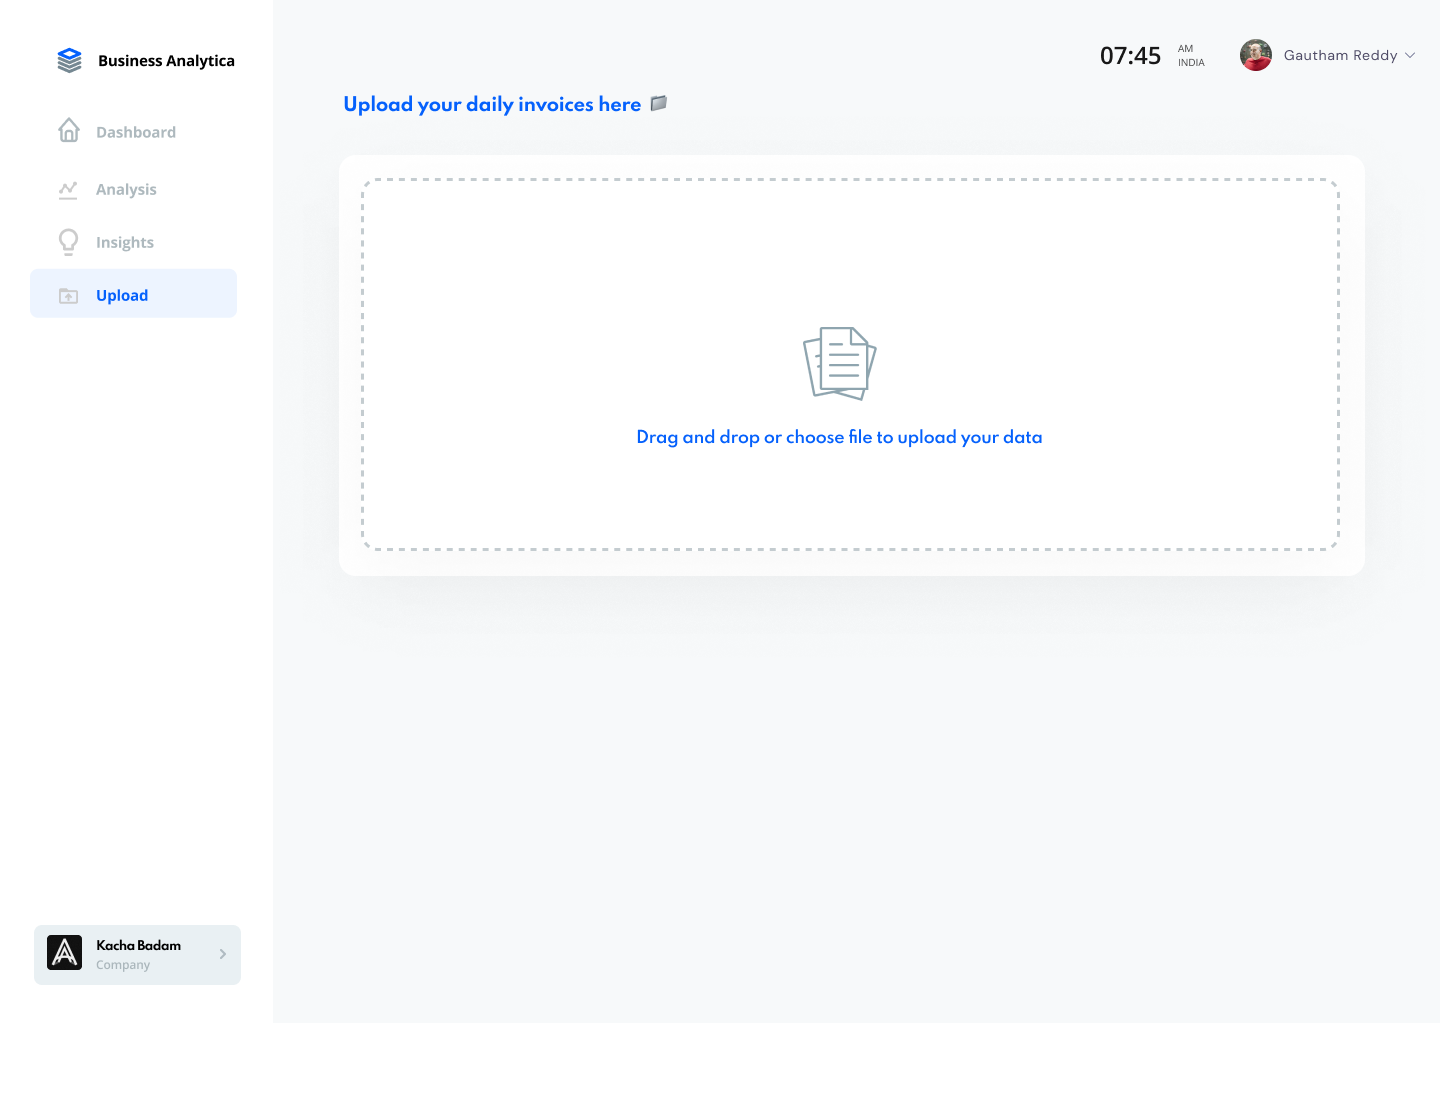 Business Analytica
Dashboard
Analysis
Insights
Upload
Kacha Badam
Company
07:45
AM
INDIA
Gautham Reddy
Upload your daily invoices here
Drag and drop or choose file to upload your data